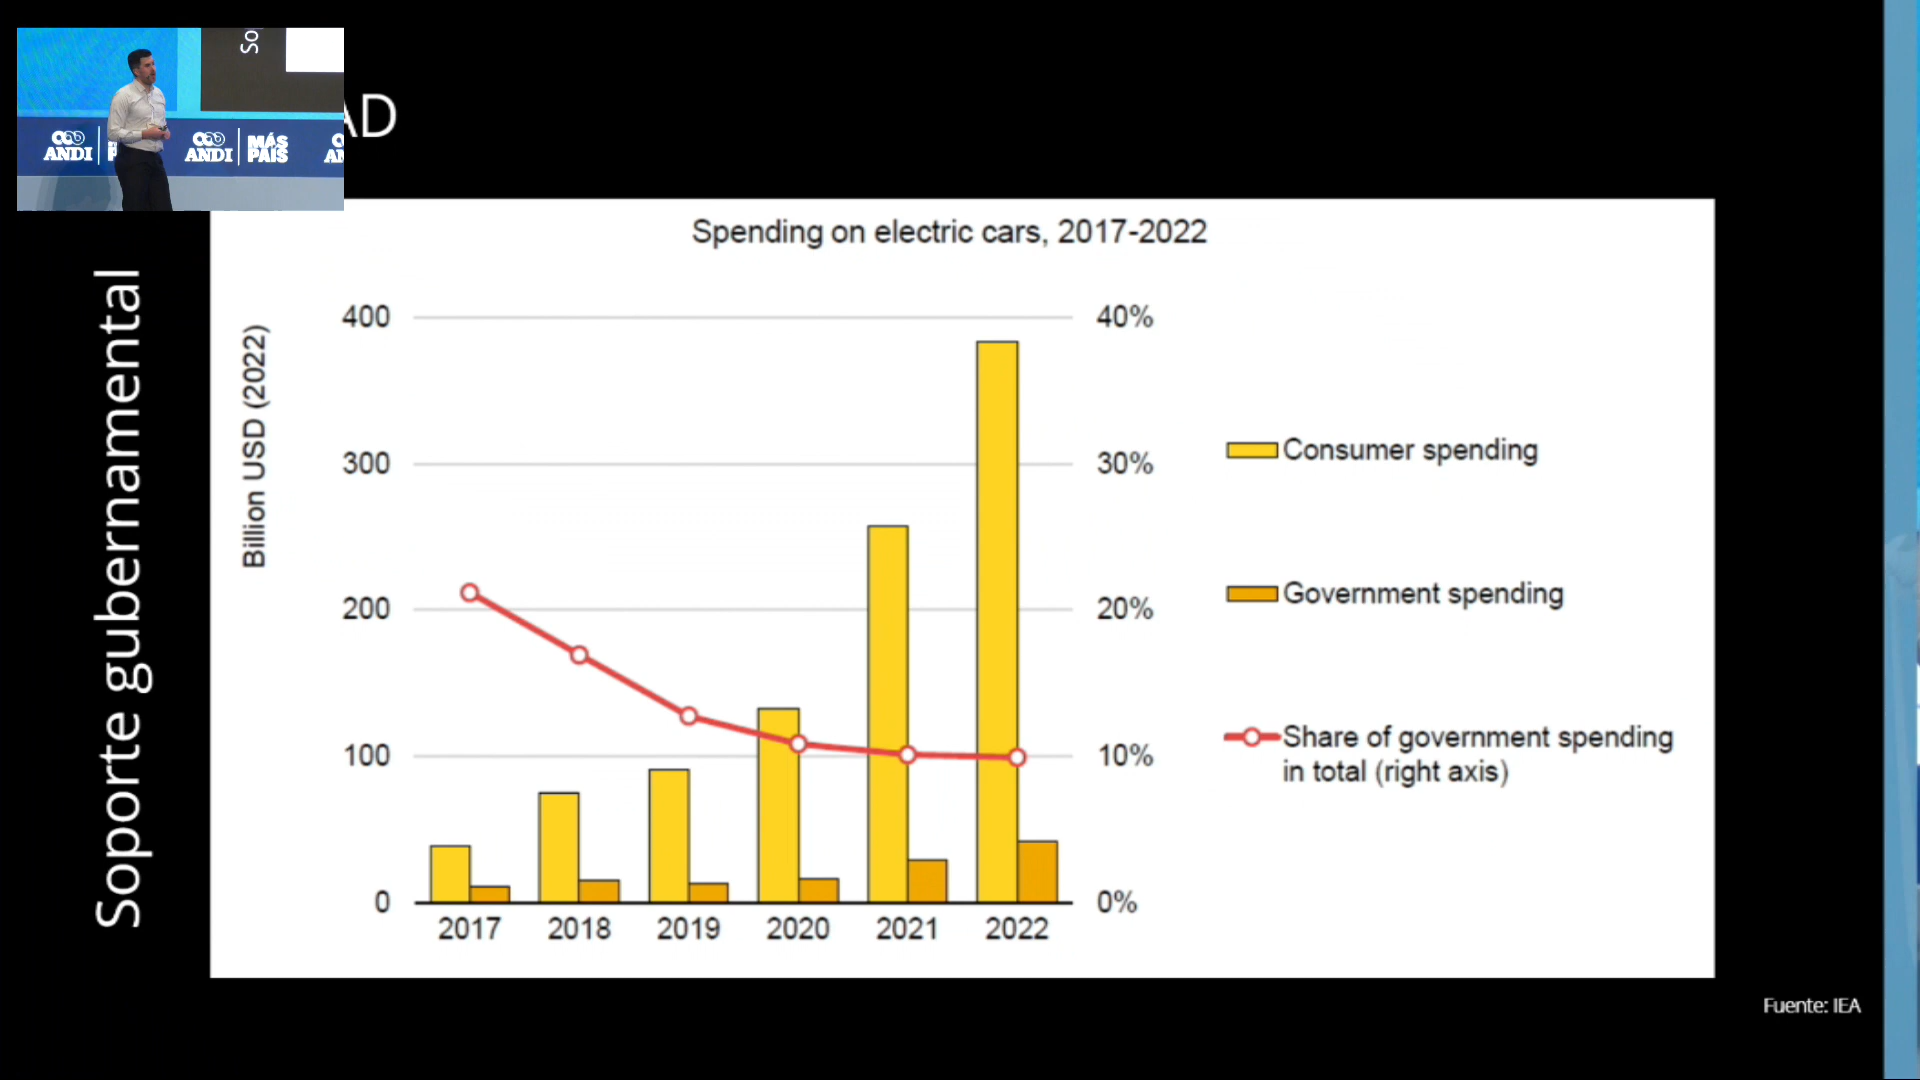 So
ANDI
ANDI
MÁS
PAÍS
AD
Soporte gubernamental
Spending on electric cars, 2017-2022
Billion USD (2022)
400
300
200
100
0
40%
30%
20%
10%
0%
2017 2018 2019 2020 2021 2022
Consumer spending
Government spending
Share of government spending
in total (right axis)
Fuente: IEA